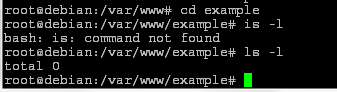 root@debian:/var/www# cd example
root@debian:/var/www/example# is -l
bash: is: command not found
root@debian:/var/www/example# ls -l
total 0
root@debian:/var/www/example#